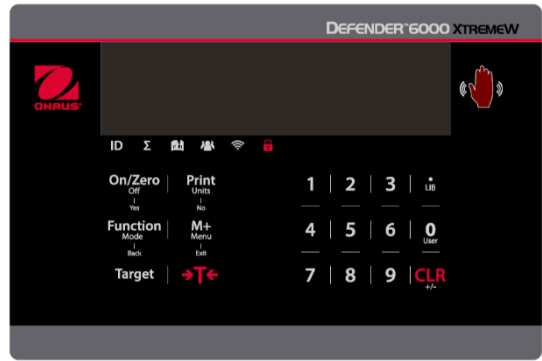 DEFENDER™6000 XTREMEW
OHAUS
ID Σ
On/Zero Print 1 2 3 .
Off Units LIB
Yes No
Function M+ 4 5 6 0
Mode Menu User
Back Exit
Target →T← 7 8 9 CLR
+/-